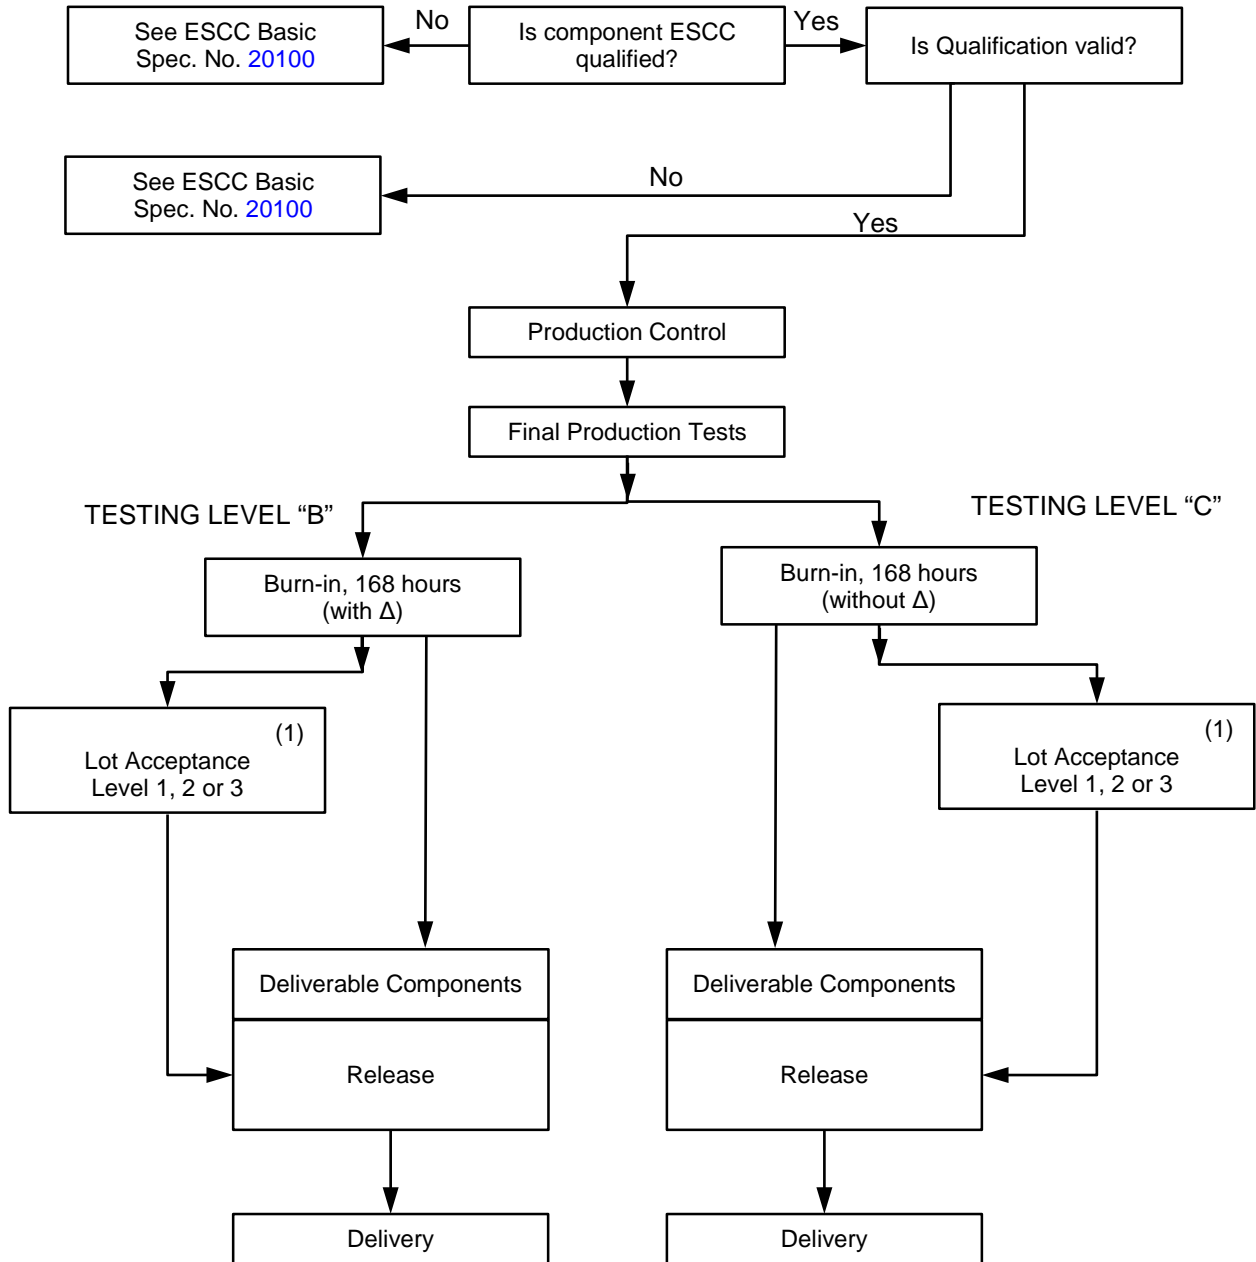 See ESCC Basic
Spec. No. 20100
No
Is component ESCC
qualified?
Yes
Is Qualification valid?
See ESCC Basic
Spec. No. 20100
No
Yes
Production Control
Final Production Tests
TESTING LEVEL “B”
TESTING LEVEL “C”
Burn-in, 168 hours
(with Δ)
Burn-in, 168 hours
(without Δ)
(1)
Lot Acceptance
Level 1, 2 or 3
(1)
Lot Acceptance
Level 1, 2 or 3
Deliverable Components
Deliverable Components
Release
Release
Delivery
Delivery